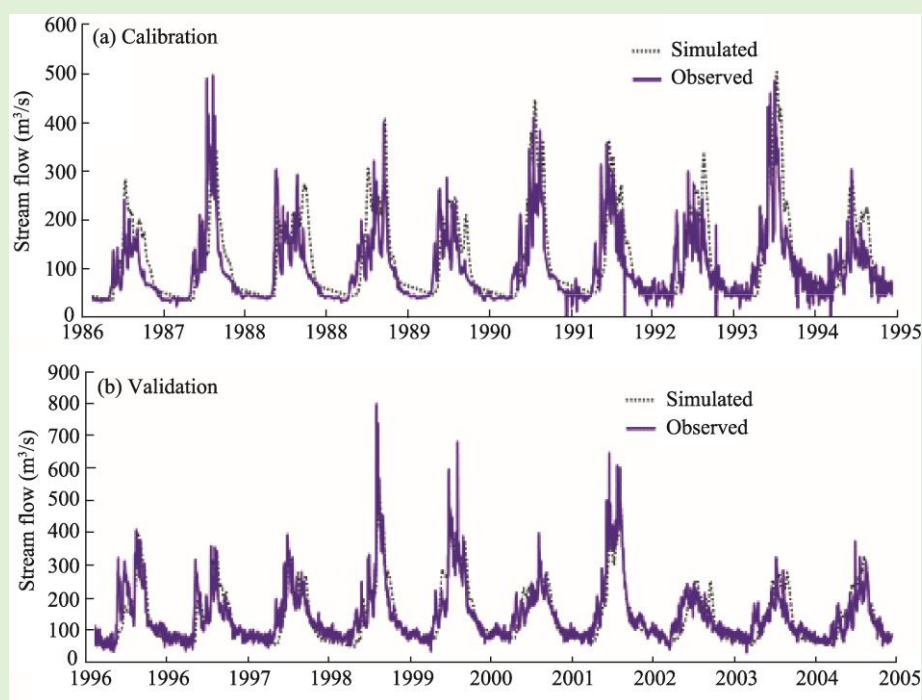 600
(a) Calibration
Simulated
Observed
500
400
300
200
100
0
Stream flow (m³/s)
1986 1987 1988 1988 1989 1990 1991 1992 1993 1994 1995
900
(b) Validation
Simulated
Observed
800
700
600
500
400
300
200
100
0
Stream flow (m³/s)
1996 1996 1997 1998 1999 2000 2001 2002 2003 2004 2005